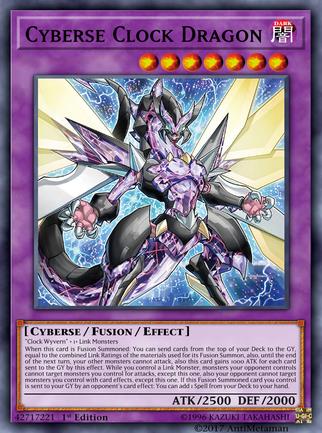 CYBERSE CLOCK DRAGON
DARK
闇
[CYBERSE / FUSION / EFFECT]
"Clock Wyvern" + 1+ Link Monsters
When this card is Fusion Summoned: You can send cards from the top of your Deck to the GY,
equal to the combined Link Ratings of the materials used for its Fusion Summon, also, until the end
of the next turn, your other monsters cannot attack, also this card gains 1000 ATK for each card
sent to the GY by this effect. While you control a Link Monster, monsters your opponent controls
cannot target monsters you control for attacks, except this one, also your opponent cannot target
monsters you control with card effects, except this one. If this Fusion Summoned card you control is
sent to your GY by an opponent's card effect: You can add 1 Spell from your Deck to your hand.
ATK/2500 DEF/2000
42717221 1st Edition ©1996 KAZUKI TAKAHASHI
©2017 AntiMetaman